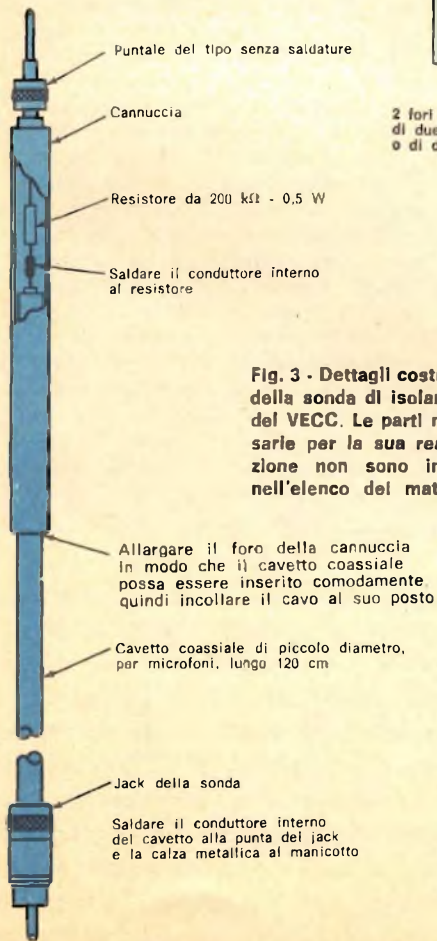 Puntale del tipo senza saldature
Cannuccia
2 fori
di due
o di
Resistore da 200 kΩ - 0,5 W
Saldare il conduttore interno
al resistore
Fig. 3 - Dettagli cost
della sonda di isolar
del VECC. Le parti
sarie per la sua rea
zione non sono in
nell'elenco dei mat
Allargare il foro della cannuccia
in modo che il cavetto coassiale
possa essere inserito comodamente
quindi incollare il cavo al suo posto
Cavetto coassiale di piccolo diametro,
per microfoni, lungo 120 cm
Jack della sonda
Saldare il conduttore interno
del cavetto alla punta del jack
e la calza metallica al manicotto